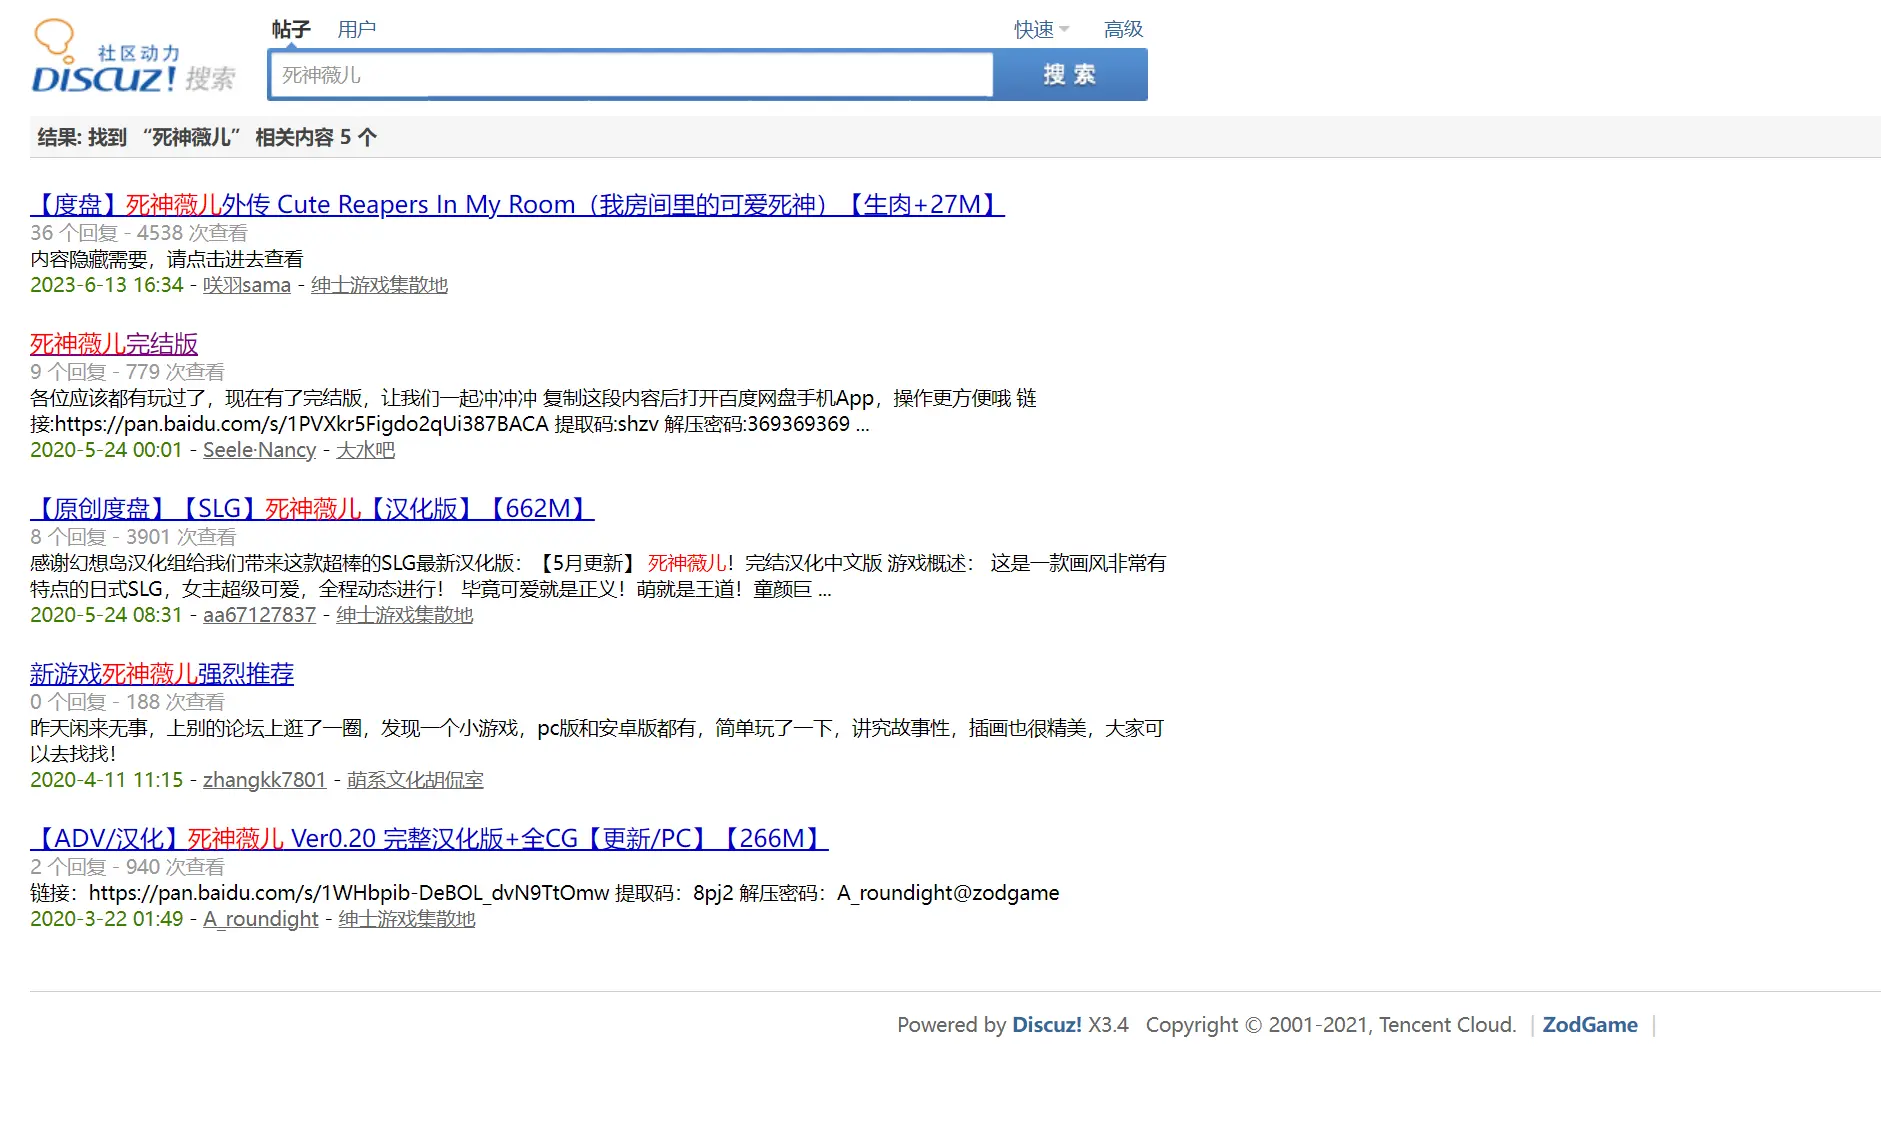 帖子 用户 快速 高级
社区动力
DISCUZ! 搜索
死神薇儿 搜索
结果: 找到 “死神薇儿” 相关内容 5 个
【度盘】死神薇儿外传 Cute Reapers In My Room（我房间里的可爱死神）【生肉+27M】
36 个回复 - 4538 次查看
内容隐藏需要，请点击进去查看
2023-6-13 16:34 - 咲羽sama - 绅士游戏集散地
死神薇儿完结版
9 个回复 - 779 次查看
各位应该都有玩过了，现在有了完结版，让我们一起冲冲冲 复制这段内容后打开百度网盘手机App，操作更方便哦 链
接:https://pan.baidu.com/s/1PVXkr5Figdo2qUi387BACA 提取码:shzv 解压密码:369369369 ...
2020-5-24 00:01 - Seele·Nancy - 大水吧
【原创度盘】【SLG】死神薇儿【汉化版】【662M】
8 个回复 - 3901 次查看
感谢幻想岛汉化组给我们带来这款超棒的SLG最新汉化版：【5月更新】 死神薇儿！完结汉化中文版 游戏概述： 这是一款画风非常有
特点的日式SLG，女主超级可爱，全程动态进行！ 毕竟可爱就是正义！萌就是王道！童颜巨 ...
2020-5-24 08:31 - aa67127837 - 绅士游戏集散地
新游戏死神薇儿强烈推荐
0 个回复 - 188 次查看
昨天闲来无事，上别的论坛上逛了一圈，发现一个小游戏，pc版和安卓版都有，简单玩了一下，讲究故事性，插画也很精美，大家可
以去找找！
2020-4-11 11:15 - zhangkk7801 - 萌系文化胡侃室
【ADV/汉化】死神薇儿 Ver0.20 完整汉化版+全CG【更新/PC】【266M】
2 个回复 - 940 次查看
链接：https://pan.baidu.com/s/1WHbpib-DeBOL_dvN9TtOmw 提取码：8pj2 解压密码：A_roundight@zodgame
2020-3-22 01:49 - A_roundight - 绅士游戏集散地
Powered by Discuz! X3.4 Copyright © 2001-2021, Tencent Cloud. | ZodGame |